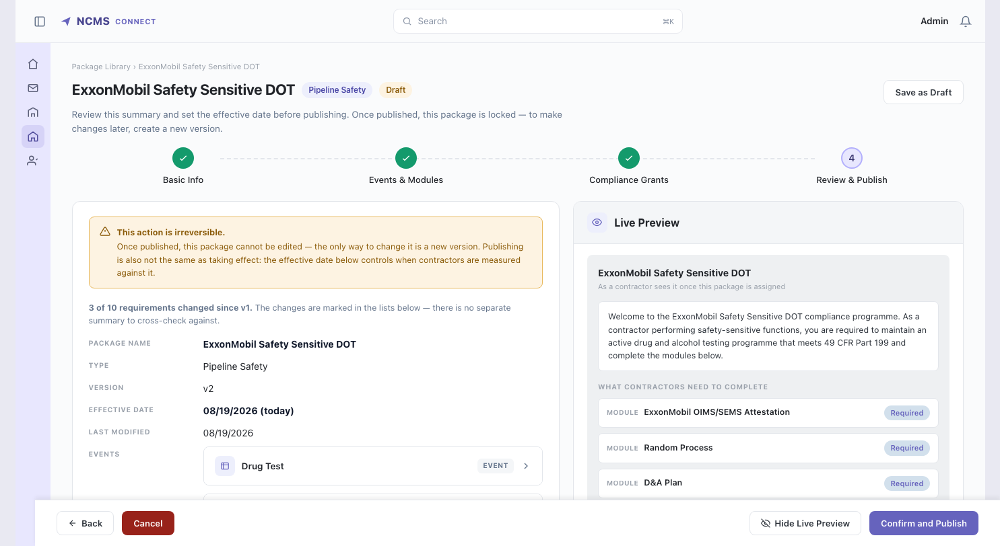 NCMS CONNECT
Search
⌘K
Admin
Package Library › ExxonMobil Safety Sensitive DOT
ExxonMobil Safety Sensitive DOT
Pipeline Safety
Draft
Save as Draft
Review this summary and set the effective date before publishing. Once published, this package is locked — to make
changes later, create a new version.
4
Basic Info
Events & Modules
Compliance Grants
Review & Publish
This action is irreversible.
Once published, this package cannot be edited — the only way to change it is a new version. Publishing
is also not the same as taking effect: the effective date below controls when contractors are measured
against it.
3 of 10 requirements changed since v1. The changes are marked in the lists below — there is no separate
summary to cross-check against.
PACKAGE NAME
ExxonMobil Safety Sensitive DOT
TYPE
Pipeline Safety
VERSION
v2
EFFECTIVE DATE
08/19/2026 (today)
LAST MODIFIED
08/19/2026
EVENTS
Drug Test
EVENT
Live Preview
ExxonMobil Safety Sensitive DOT
As a contractor sees it once this package is assigned
Welcome to the ExxonMobil Safety Sensitive DOT compliance programme. As a
contractor performing safety-sensitive functions, you are required to maintain an
active drug and alcohol testing programme that meets 49 CFR Part 199 and
complete the modules below.
WHAT CONTRACTORS NEED TO COMPLETE
MODULE ExxonMobil OIMS/SEMS Attestation
Required
MODULE Random Process
Required
MODULE D&A Plan
Required
Back
Cancel
Hide Live Preview
Confirm and Publish